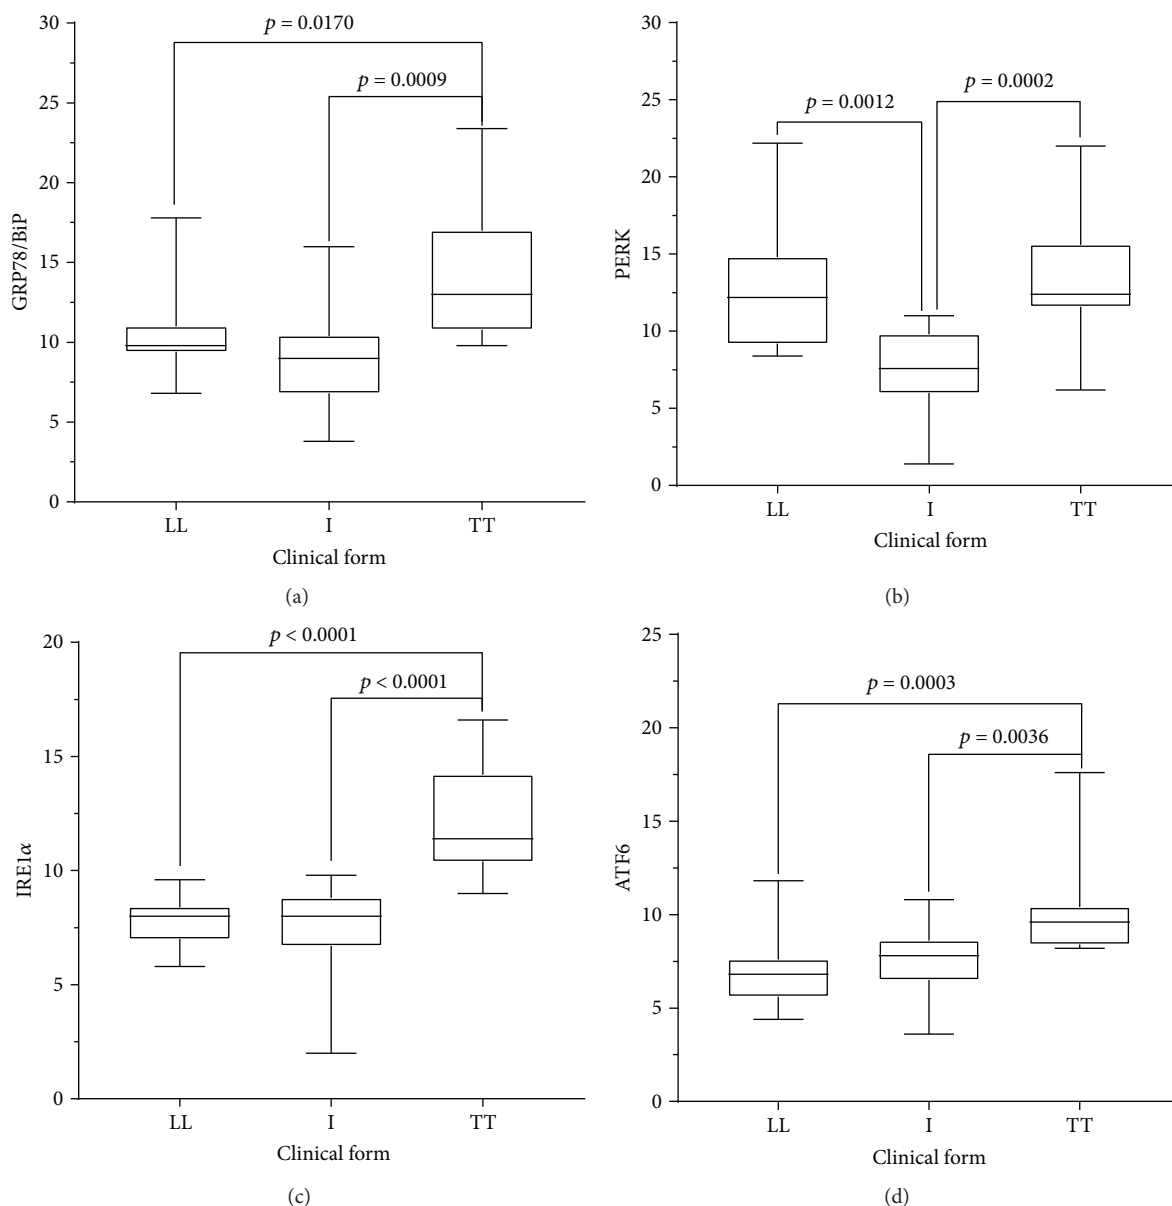 30
25
20
15
10
5
0
GRP78/BiP
p = 0.0170
p = 0.0009
LL
I
TT
Clinical form
(a)
30
25
20
15
10
5
0
PERK
p = 0.0012
p = 0.0002
LL
I
TT
Clinical form
(b)
20
15
10
5
0
IRE1α
p < 0.0001
p < 0.0001
LL
I
TT
Clinical form
(c)
25
20
15
10
5
0
ATF6
p = 0.0003
p = 0.0036
LL
I
TT
Clinical form
(d)